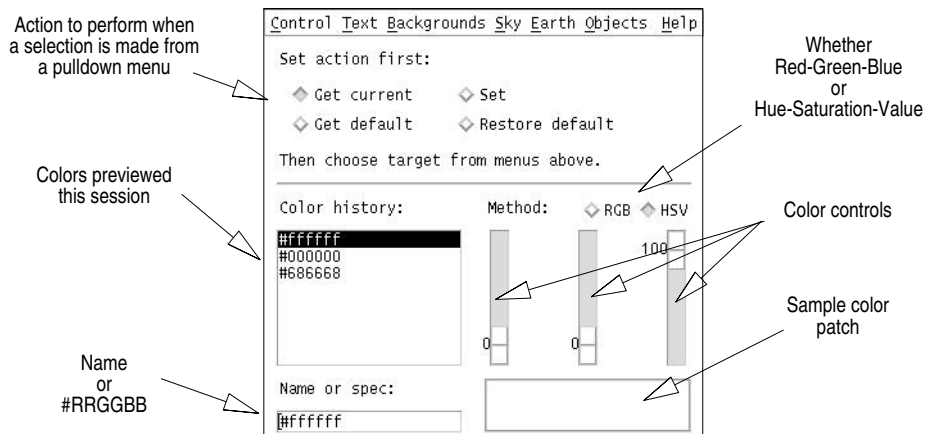 Action to perform when
a selection is made from
a pulldown menu
Control Text Backgrounds Sky Earth Objects Help
Set action first:
Get current Set
Get default Restore default
Then choose target from menus above.
Whether
Red-Green-Blue
or
Hue-Saturation-Value
Colors previewed
this session
Color history:
Method: RGB HSV
#ffffff
#000000
#686668
0
0
100
Color controls
Sample color
patch
Name
or
#RRGGBB
Name or spec:
#ffffff